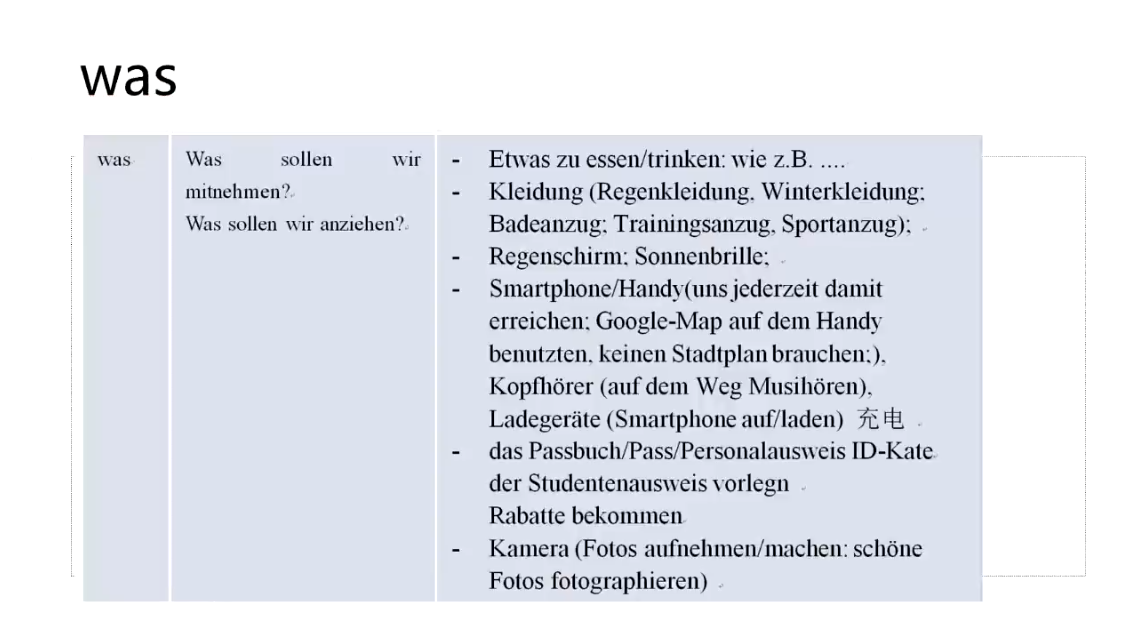 was
was
Was sollen wir
mitnehmen?
Was sollen wir anziehen?
- Etwas zu essen/trinken: wie z.B. ....
- Kleidung (Regenkleidung, Winterkleidung;
Badeanzug; Trainingsanzug, Sportanzug);
- Regenschirm; Sonnenbrille;
- Smartphone/Handy(uns jederzeit damit
erreichen; Google-Map auf dem Handy
benutzten, keinen Stadtplan brauchen;),
Kopfhörer (auf dem Weg Musihören),
Ladegeräte (Smartphone auf/laden) 充电
- das Passbuch/Pass/Personalausweis ID-Kate
der Studentenausweis vorlegn
Rabatte bekommen
- Kamera (Fotos aufnehmen/machen: schöne
Fotos fotographieren)